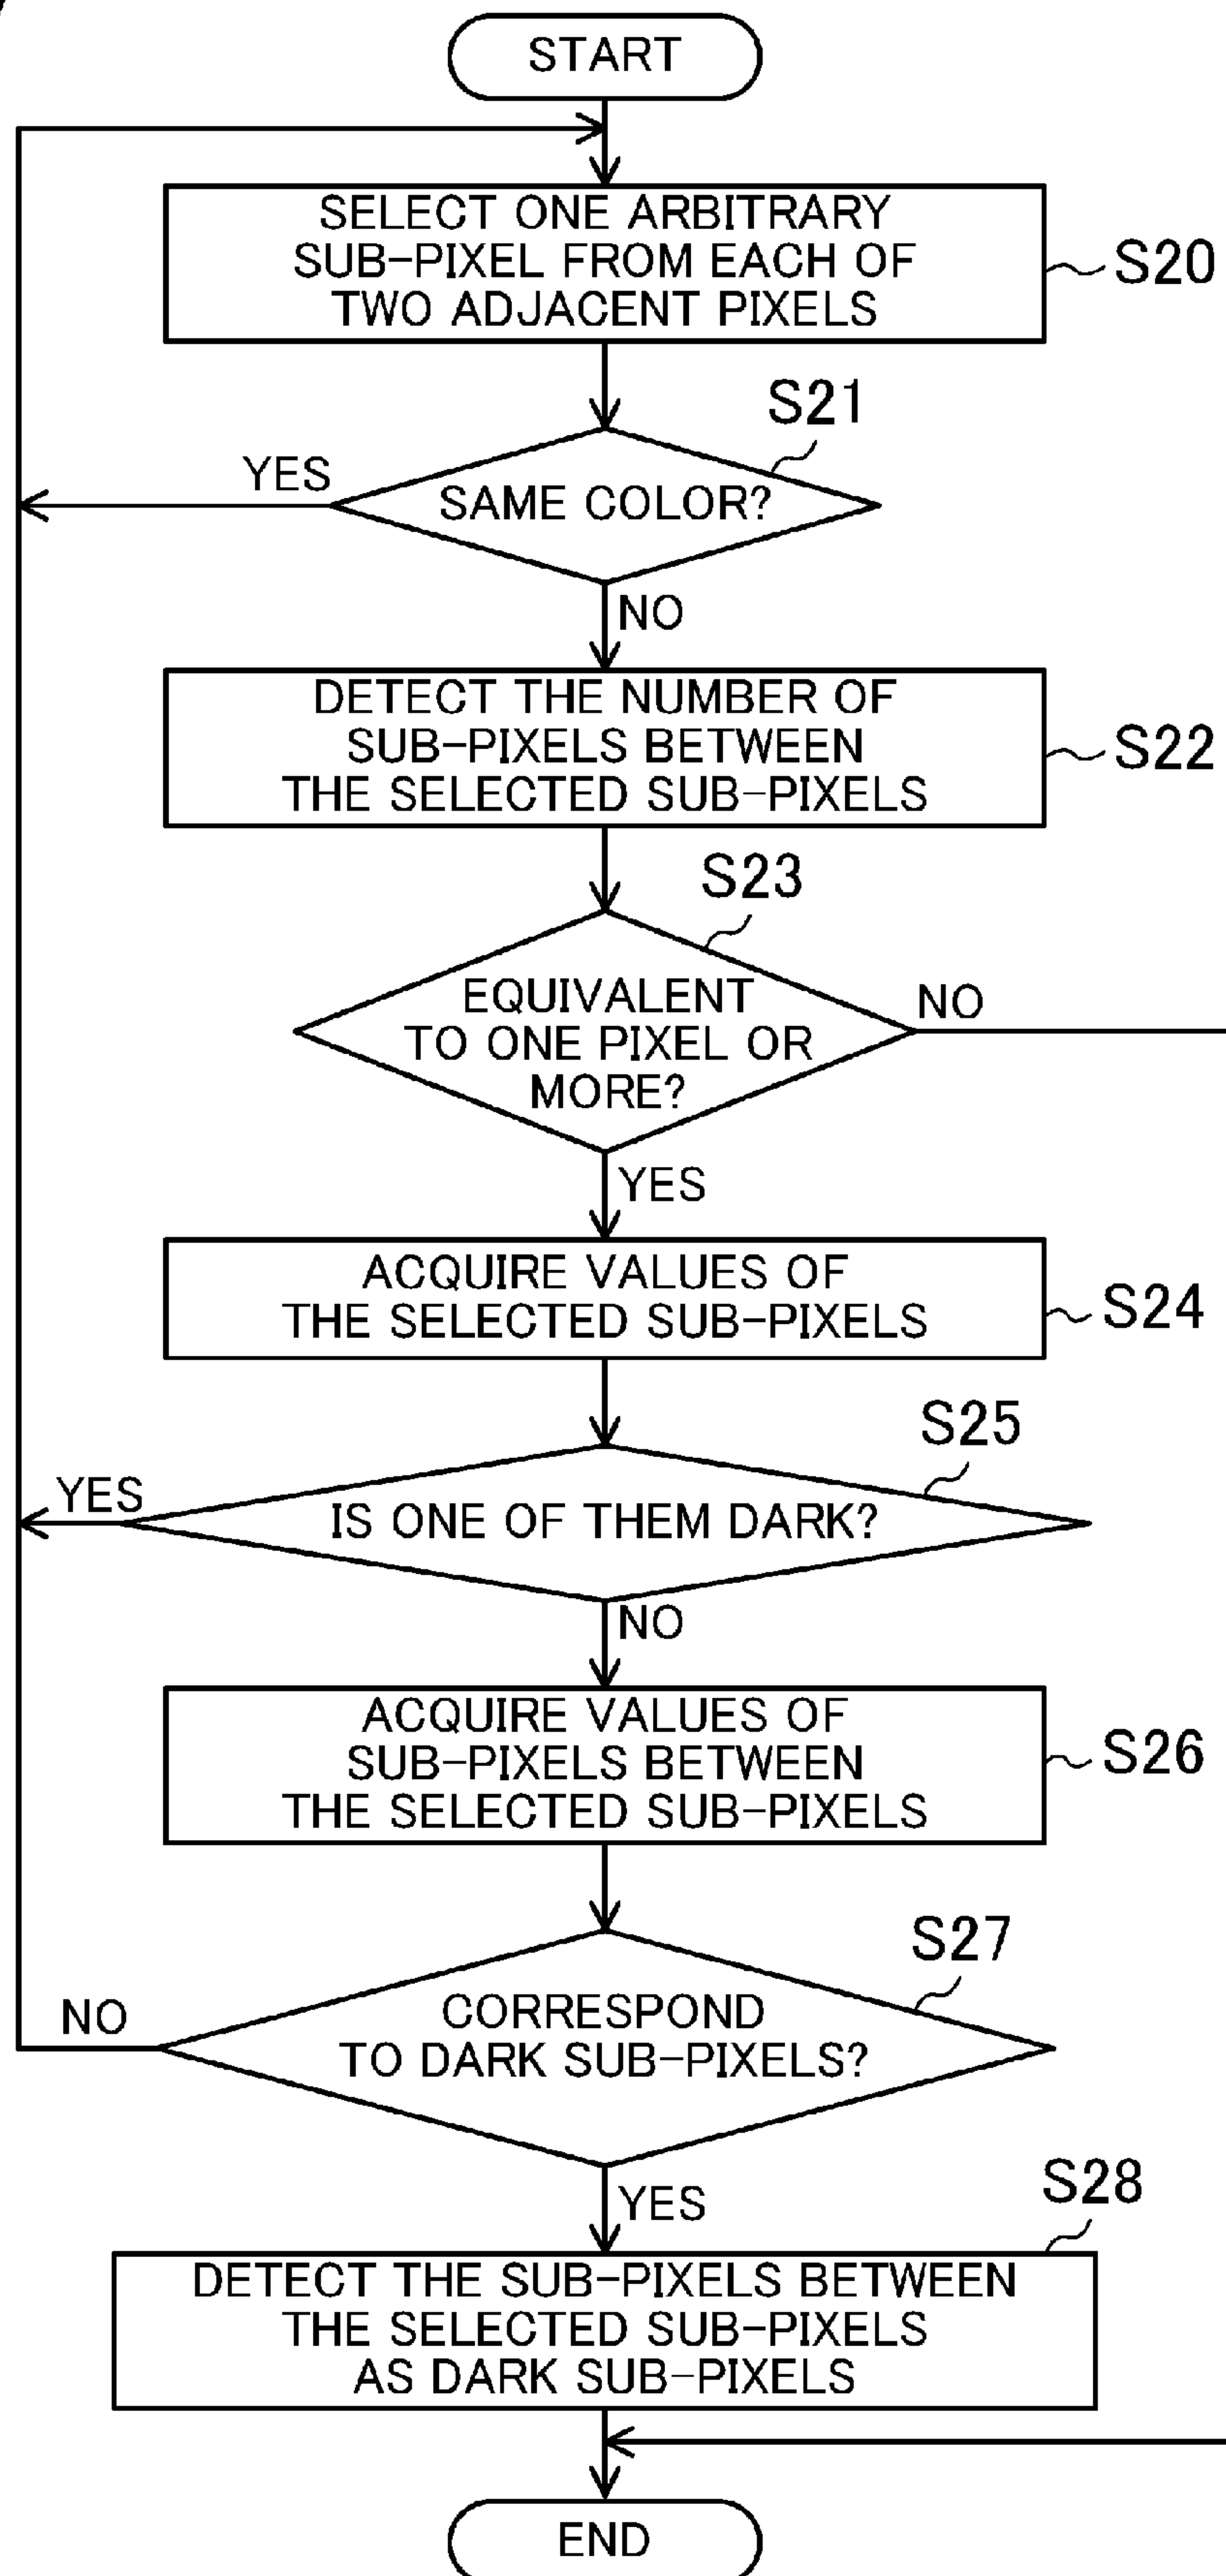 START
SELECT ONE ARBITRARY
SUB-PIXEL FROM EACH OF
TWO ADJACENT PIXELS
S20
S21
YES
SAME COLOR?
NO
DETECT THE NUMBER OF
SUB-PIXELS BETWEEN
THE SELECTED SUB-PIXELS
S22
S23
EQUIVALENT
TO ONE PIXEL OR
MORE?
NO
YES
ACQUIRE VALUES OF
THE SELECTED SUB-PIXELS
S24
S25
YES
IS ONE OF THEM DARK?
NO
ACQUIRE VALUES OF
SUB-PIXELS BETWEEN
THE SELECTED SUB-PIXELS
S26
S27
NO
CORRESPOND
TO DARK SUB-PIXELS?
YES
S28
DETECT THE SUB-PIXELS BETWEEN
THE SELECTED SUB-PIXELS
AS DARK SUB-PIXELS
END